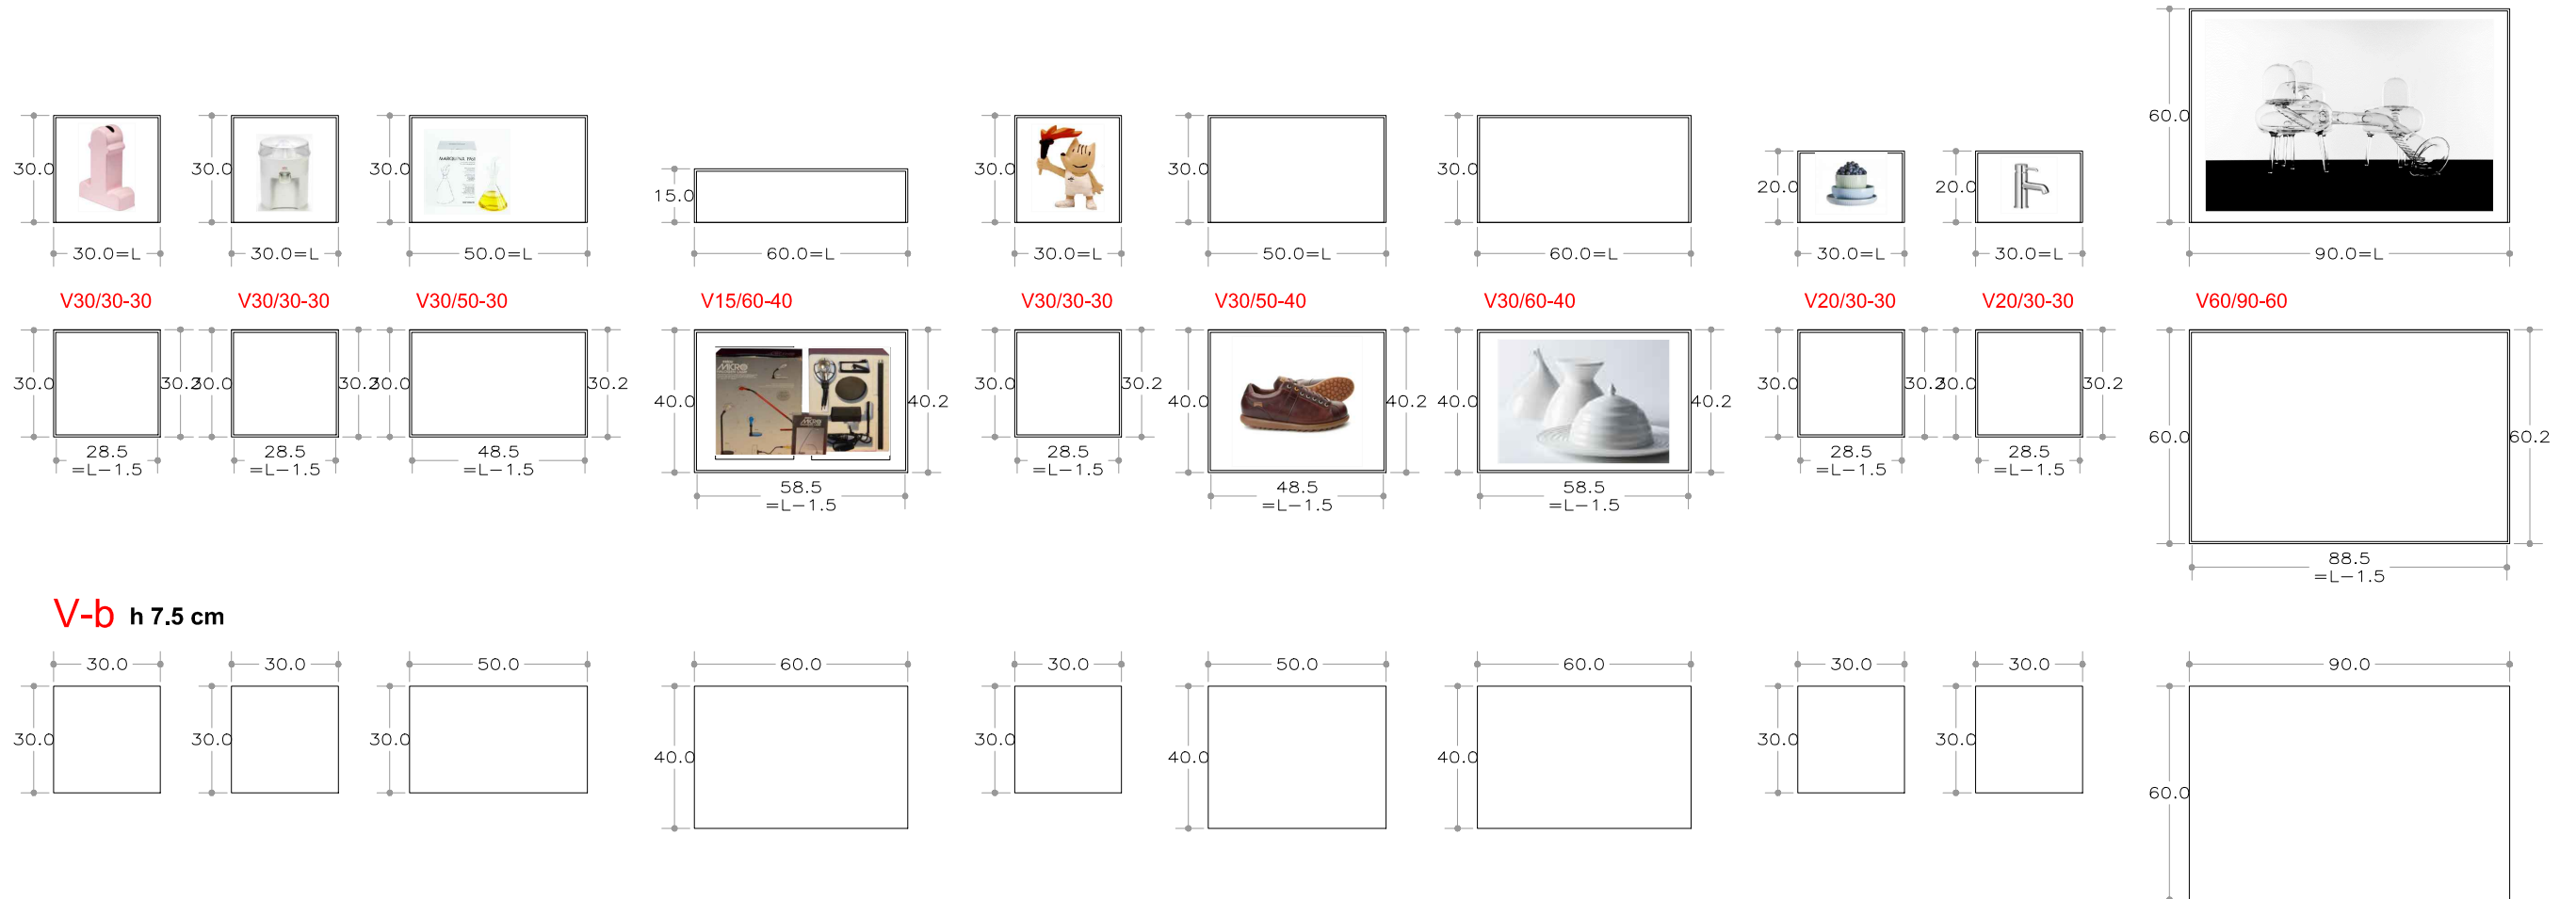 60.0
30.0
30.0
30.0
MARQUINA PAD
15.0
30.0
30.0
30.0
20.0
20.0
30.0=L
30.0=L
50.0=L
60.0=L
30.0=L
50.0=L
60.0=L
30.0=L
30.0=L
90.0=L
V30/30-30
V30/30-30
V30/50-30
V15/60-40
V30/30-30
V30/50-40
V30/60-40
V20/30-30
V20/30-30
V60/90-60
MICRO
30.0
30.2
30.0
30.2
30.0
30.2
40.0
40.2
30.0
30.2
40.0
40.2
40.0
40.2
30.0
30.2
30.0
30.2
60.0
60.2
28.5
=L-1.5
28.5
=L-1.5
48.5
=L-1.5
58.5
=L-1.5
28.5
=L-1.5
48.5
=L-1.5
58.5
=L-1.5
28.5
=L-1.5
28.5
=L-1.5
88.5
=L-1.5
V-b h 7.5 cm
30.0
30.0
50.0
60.0
30.0
50.0
60.0
30.0
30.0
90.0
30.0
30.0
30.0
40.0
30.0
40.0
40.0
30.0
30.0
60.0